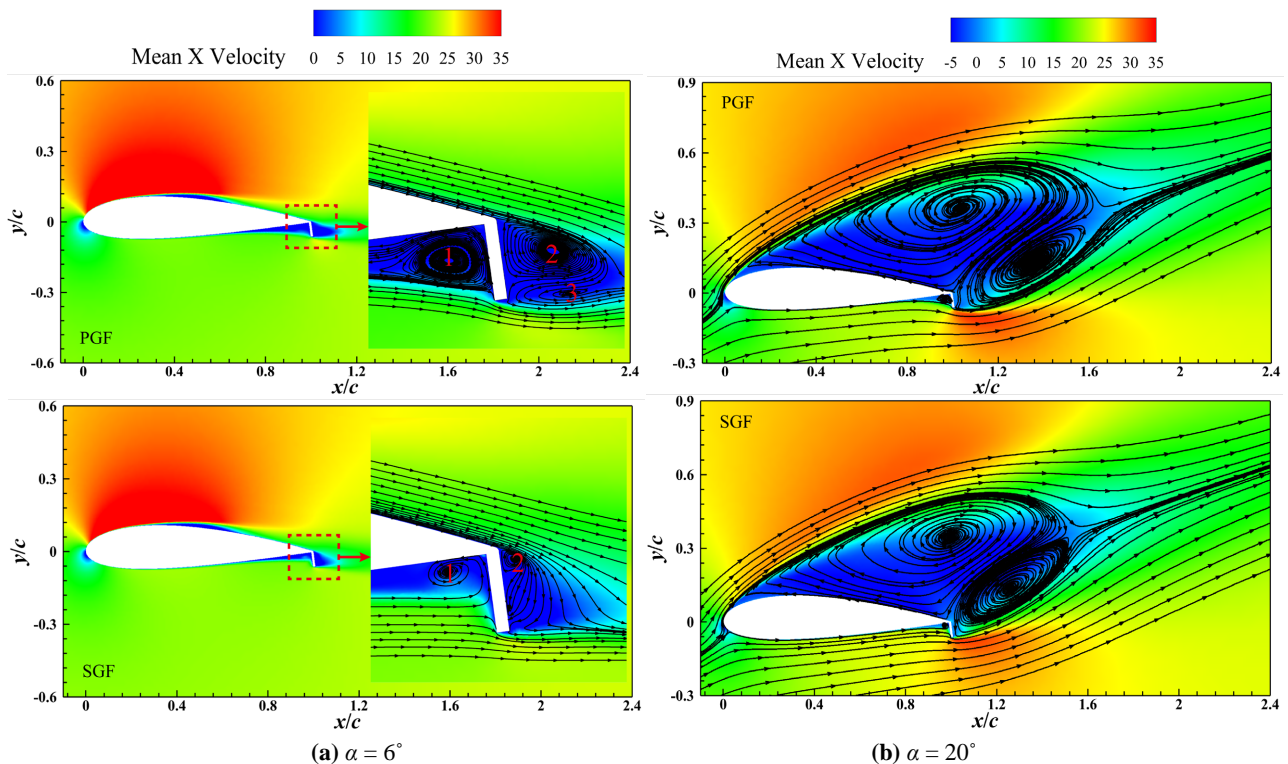 Mean X Velocity 0 5 10 15 20 25 30 35
0.6
0.3
0
-0.3
-0.6
y/c
1
2
3
PGF
0 0.4 0.8 1.2 1.6 2 2.4
x/c
0.6
0.3
0
-0.3
-0.6
y/c
1
2
SGF
0 0.4 0.8 1.2 1.6 2 2.4
x/c
(a) α = 6°
Mean X Velocity -5 0 5 10 15 20 25 30 35
0.9
0.6
0.3
0
-0.3
y/c
PGF
0 0.4 0.8 1.2 1.6 2 2.4
x/c
0.9
0.6
0.3
0
-0.3
y/c
SGF
0 0.4 0.8 1.2 1.6 2 2.4
x/c
(b) α = 20°